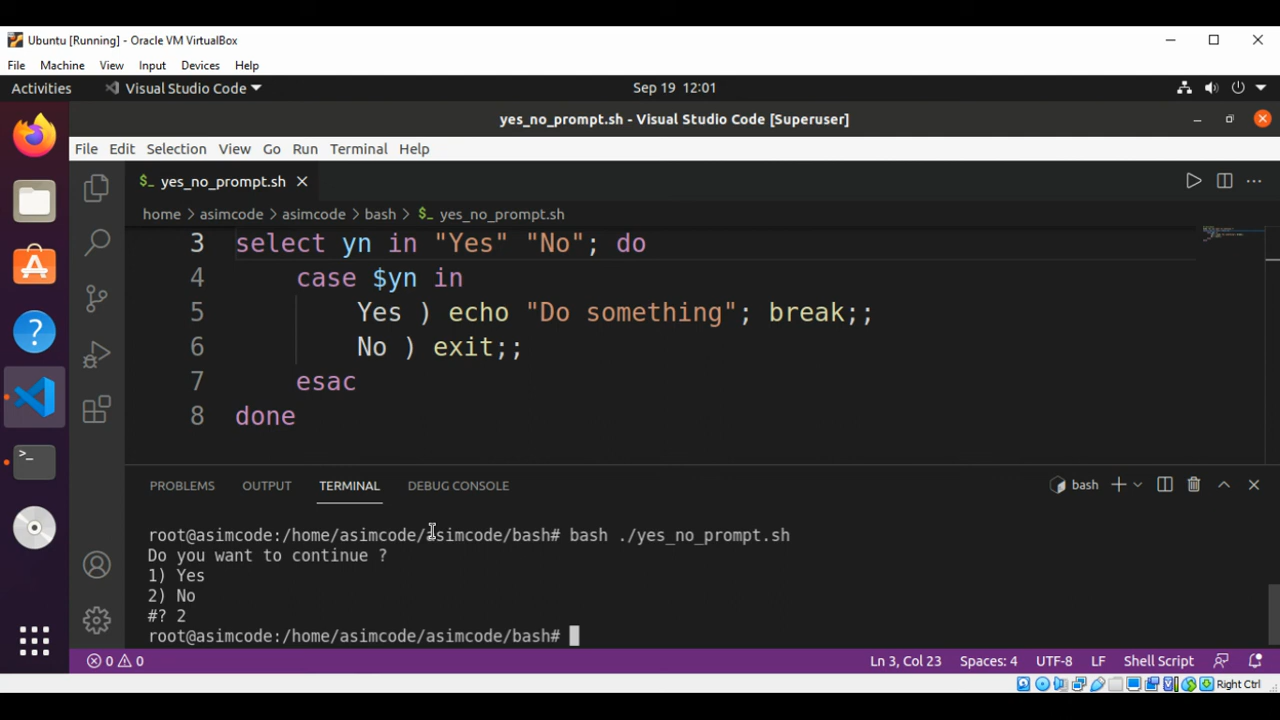 Ubuntu [Running] - Oracle VM VirtualBox
File Machine View Input Devices Help
Activities Visual Studio Code Sep 19 12:01
yes_no_prompt.sh - Visual Studio Code [Superuser]
File Edit Selection View Go Run Terminal Help
$_ yes_no_prompt.sh
home > asimcode > asimcode > bash > $_ yes_no_prompt.sh
3 select yn in "Yes" "No"; do
4 case $yn in
5 Yes ) echo "Do something"; break;;
6 No ) exit;;
7 esac
8 done
PROBLEMS OUTPUT TERMINAL DEBUG CONSOLE bash
root@asimcode:/home/asimcode/asimcode/bash# bash ./yes_no_prompt.sh
Do you want to continue ?
1) Yes
2) No
#? 2
root@asimcode:/home/asimcode/asimcode/bash#
0 0 Ln 3, Col 23 Spaces: 4 UTF-8 LF Shell Script
Right Ctrl